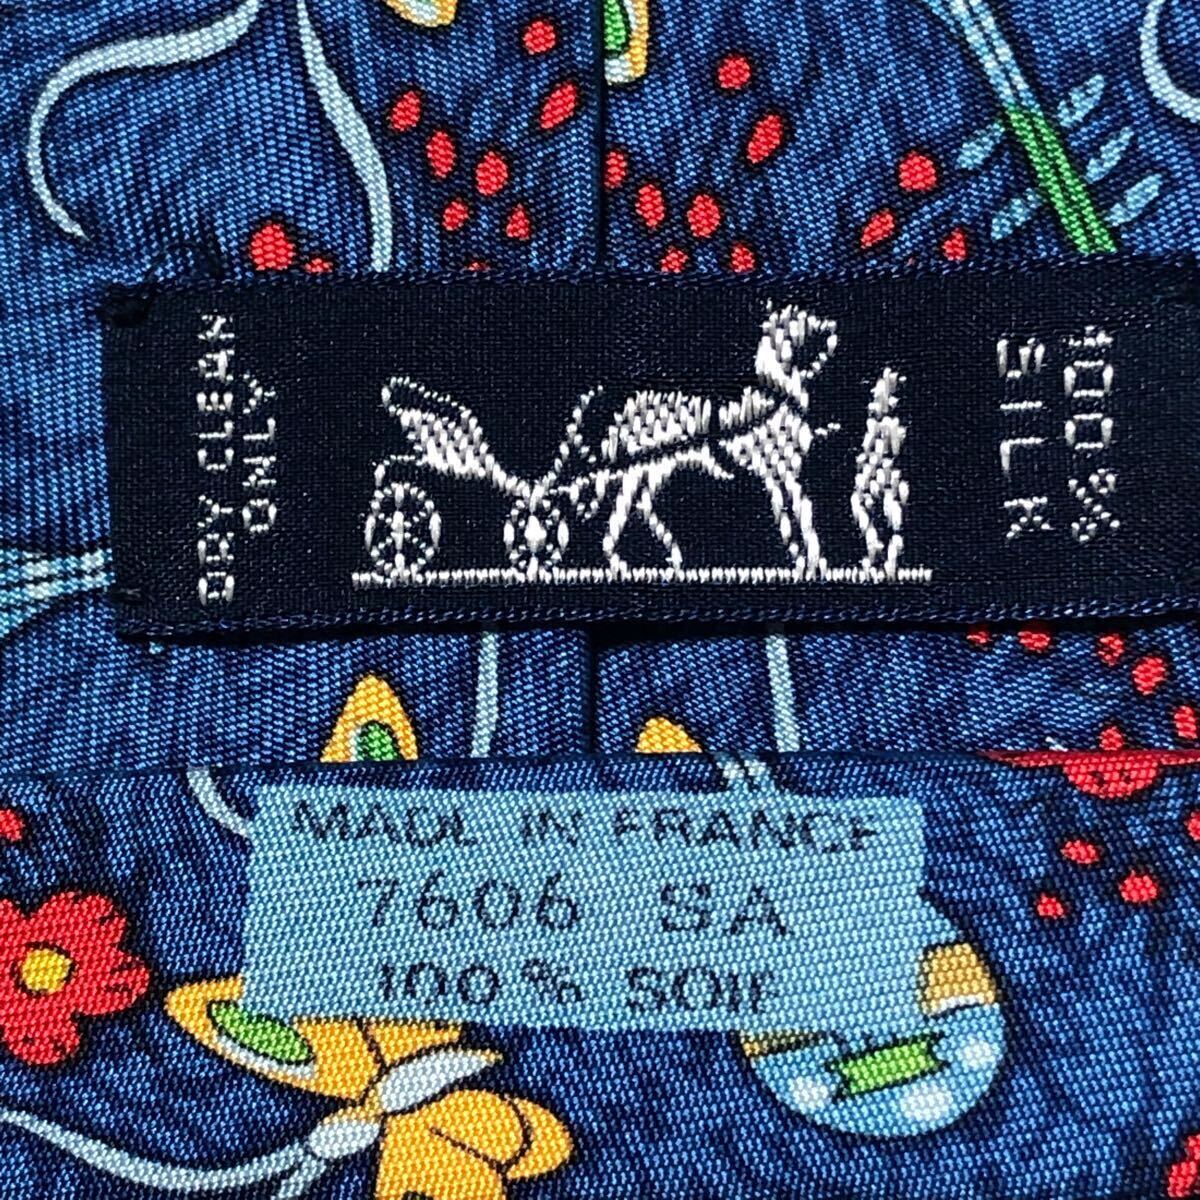 DRY CLEAN
ONLY
100%
SILK
MADE IN FRANCE
7606 SA
100% SOIE